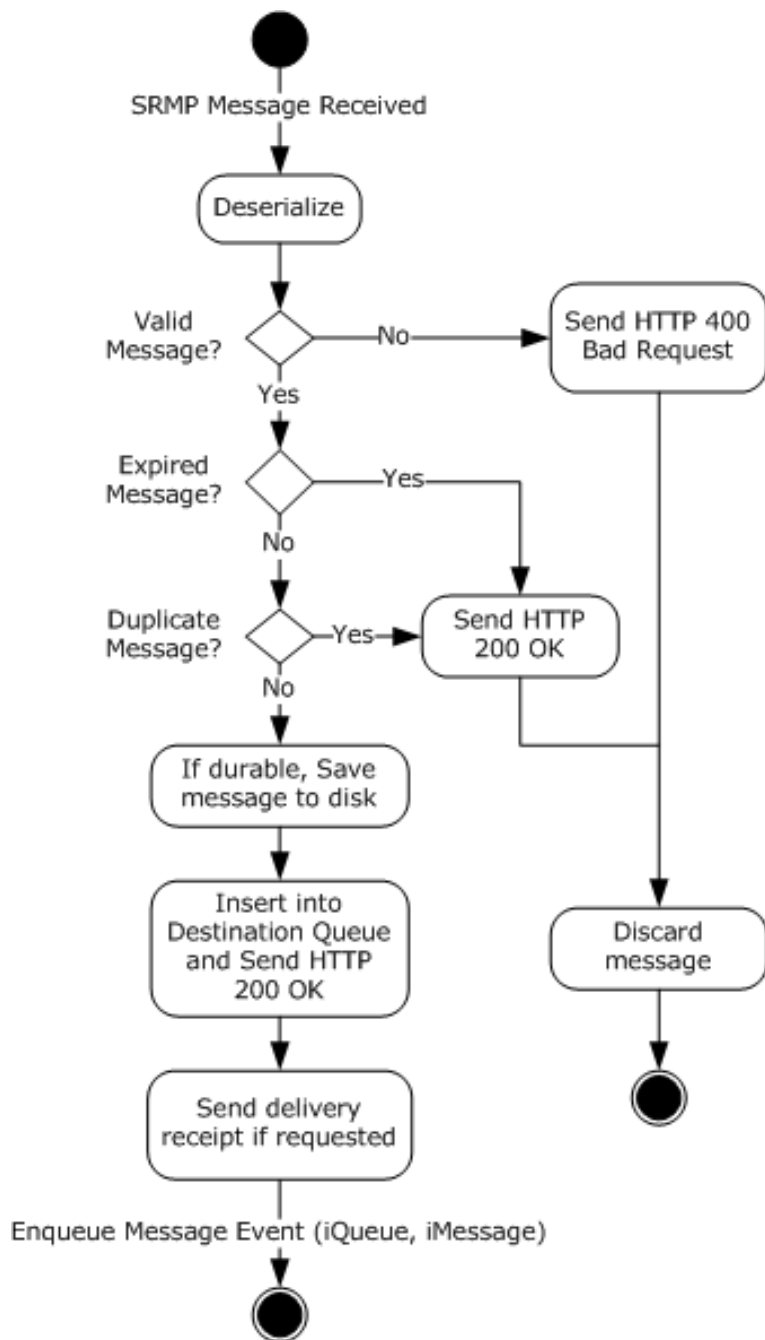 SRMP Message Received
Deserialize
Valid
Message?
No
Send HTTP 400
Bad Request
Yes
Expired
Message?
Yes
No
Duplicate
Message?
Yes
Send HTTP
200 OK
No
If durable, Save
message to disk
Insert into
Destination Queue
and Send HTTP
200 OK
Discard
message
Send delivery
receipt if requested
Enqueue Message Event (iQueue, iMessage)